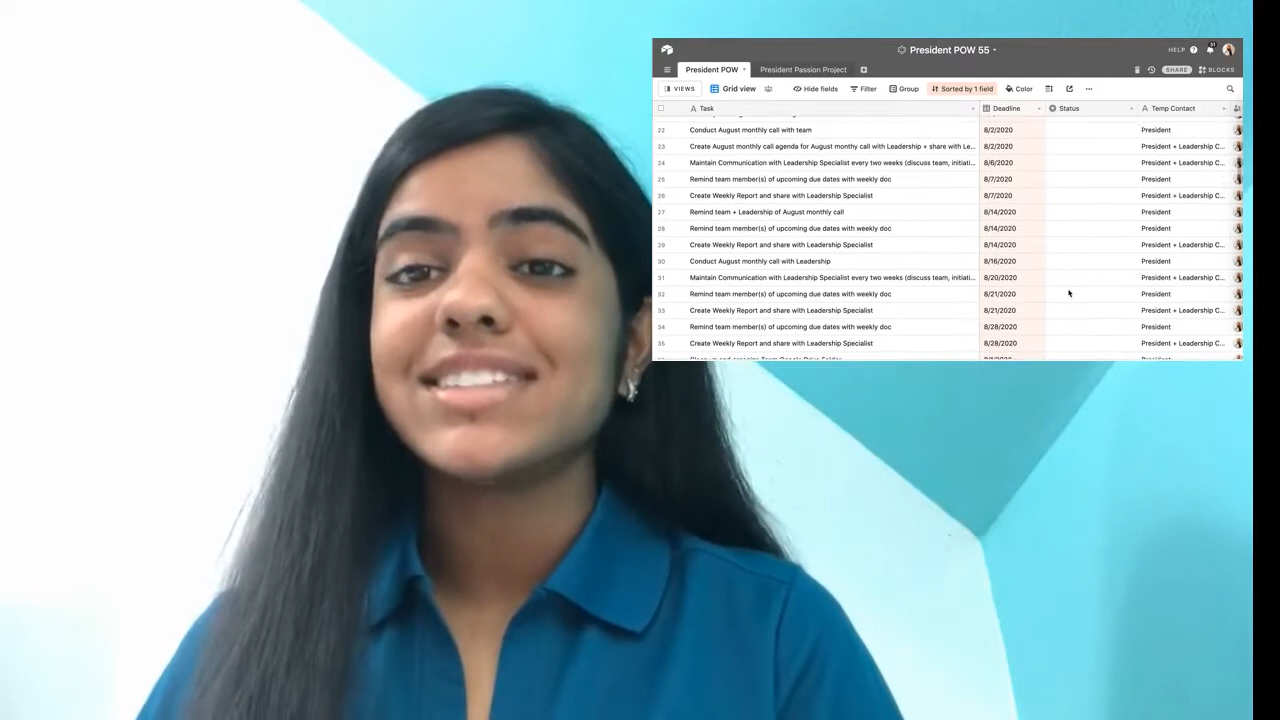 President POW 55
HELP
31
President POW
President Passion Project
SHARE
BLOCKS
VIEWS
Grid view
Hide fields
Filter
Group
Sorted by 1 field
Color
Task Deadline Status Temp Contact
22 Conduct August monthly call with team 8/2/2020 President
23 Create August monthly call agenda for August monthy call with Leadership + share with Le... 8/2/2020 President + Leadership C...
24 Maintain Communication with Leadership Specialist every two weeks (discuss team, initiati... 8/6/2020 President + Leadership C...
25 Remind team member(s) of upcoming due dates with weekly doc 8/7/2020 President
26 Create Weekly Report and share with Leadership Specialist 8/7/2020 President + Leadership C...
27 Remind team + Leadership of August monthly call 8/14/2020 President
28 Remind team member(s) of upcoming due dates with weekly doc 8/14/2020 President
29 Create Weekly Report and share with Leadership Specialist 8/14/2020 President + Leadership C...
30 Conduct August monthly call with Leadership 8/16/2020 President
31 Maintain Communication with Leadership Specialist every two weeks (discuss team, initiati... 8/20/2020 President + Leadership C...
32 Remind team member(s) of upcoming due dates with weekly doc 8/21/2020 President
33 Create Weekly Report and share with Leadership Specialist 8/21/2020 President + Leadership C...
34 Remind team member(s) of upcoming due dates with weekly doc 8/28/2020 President
35 Create Weekly Report and share with Leadership Specialist 8/28/2020 President + Leadership C...